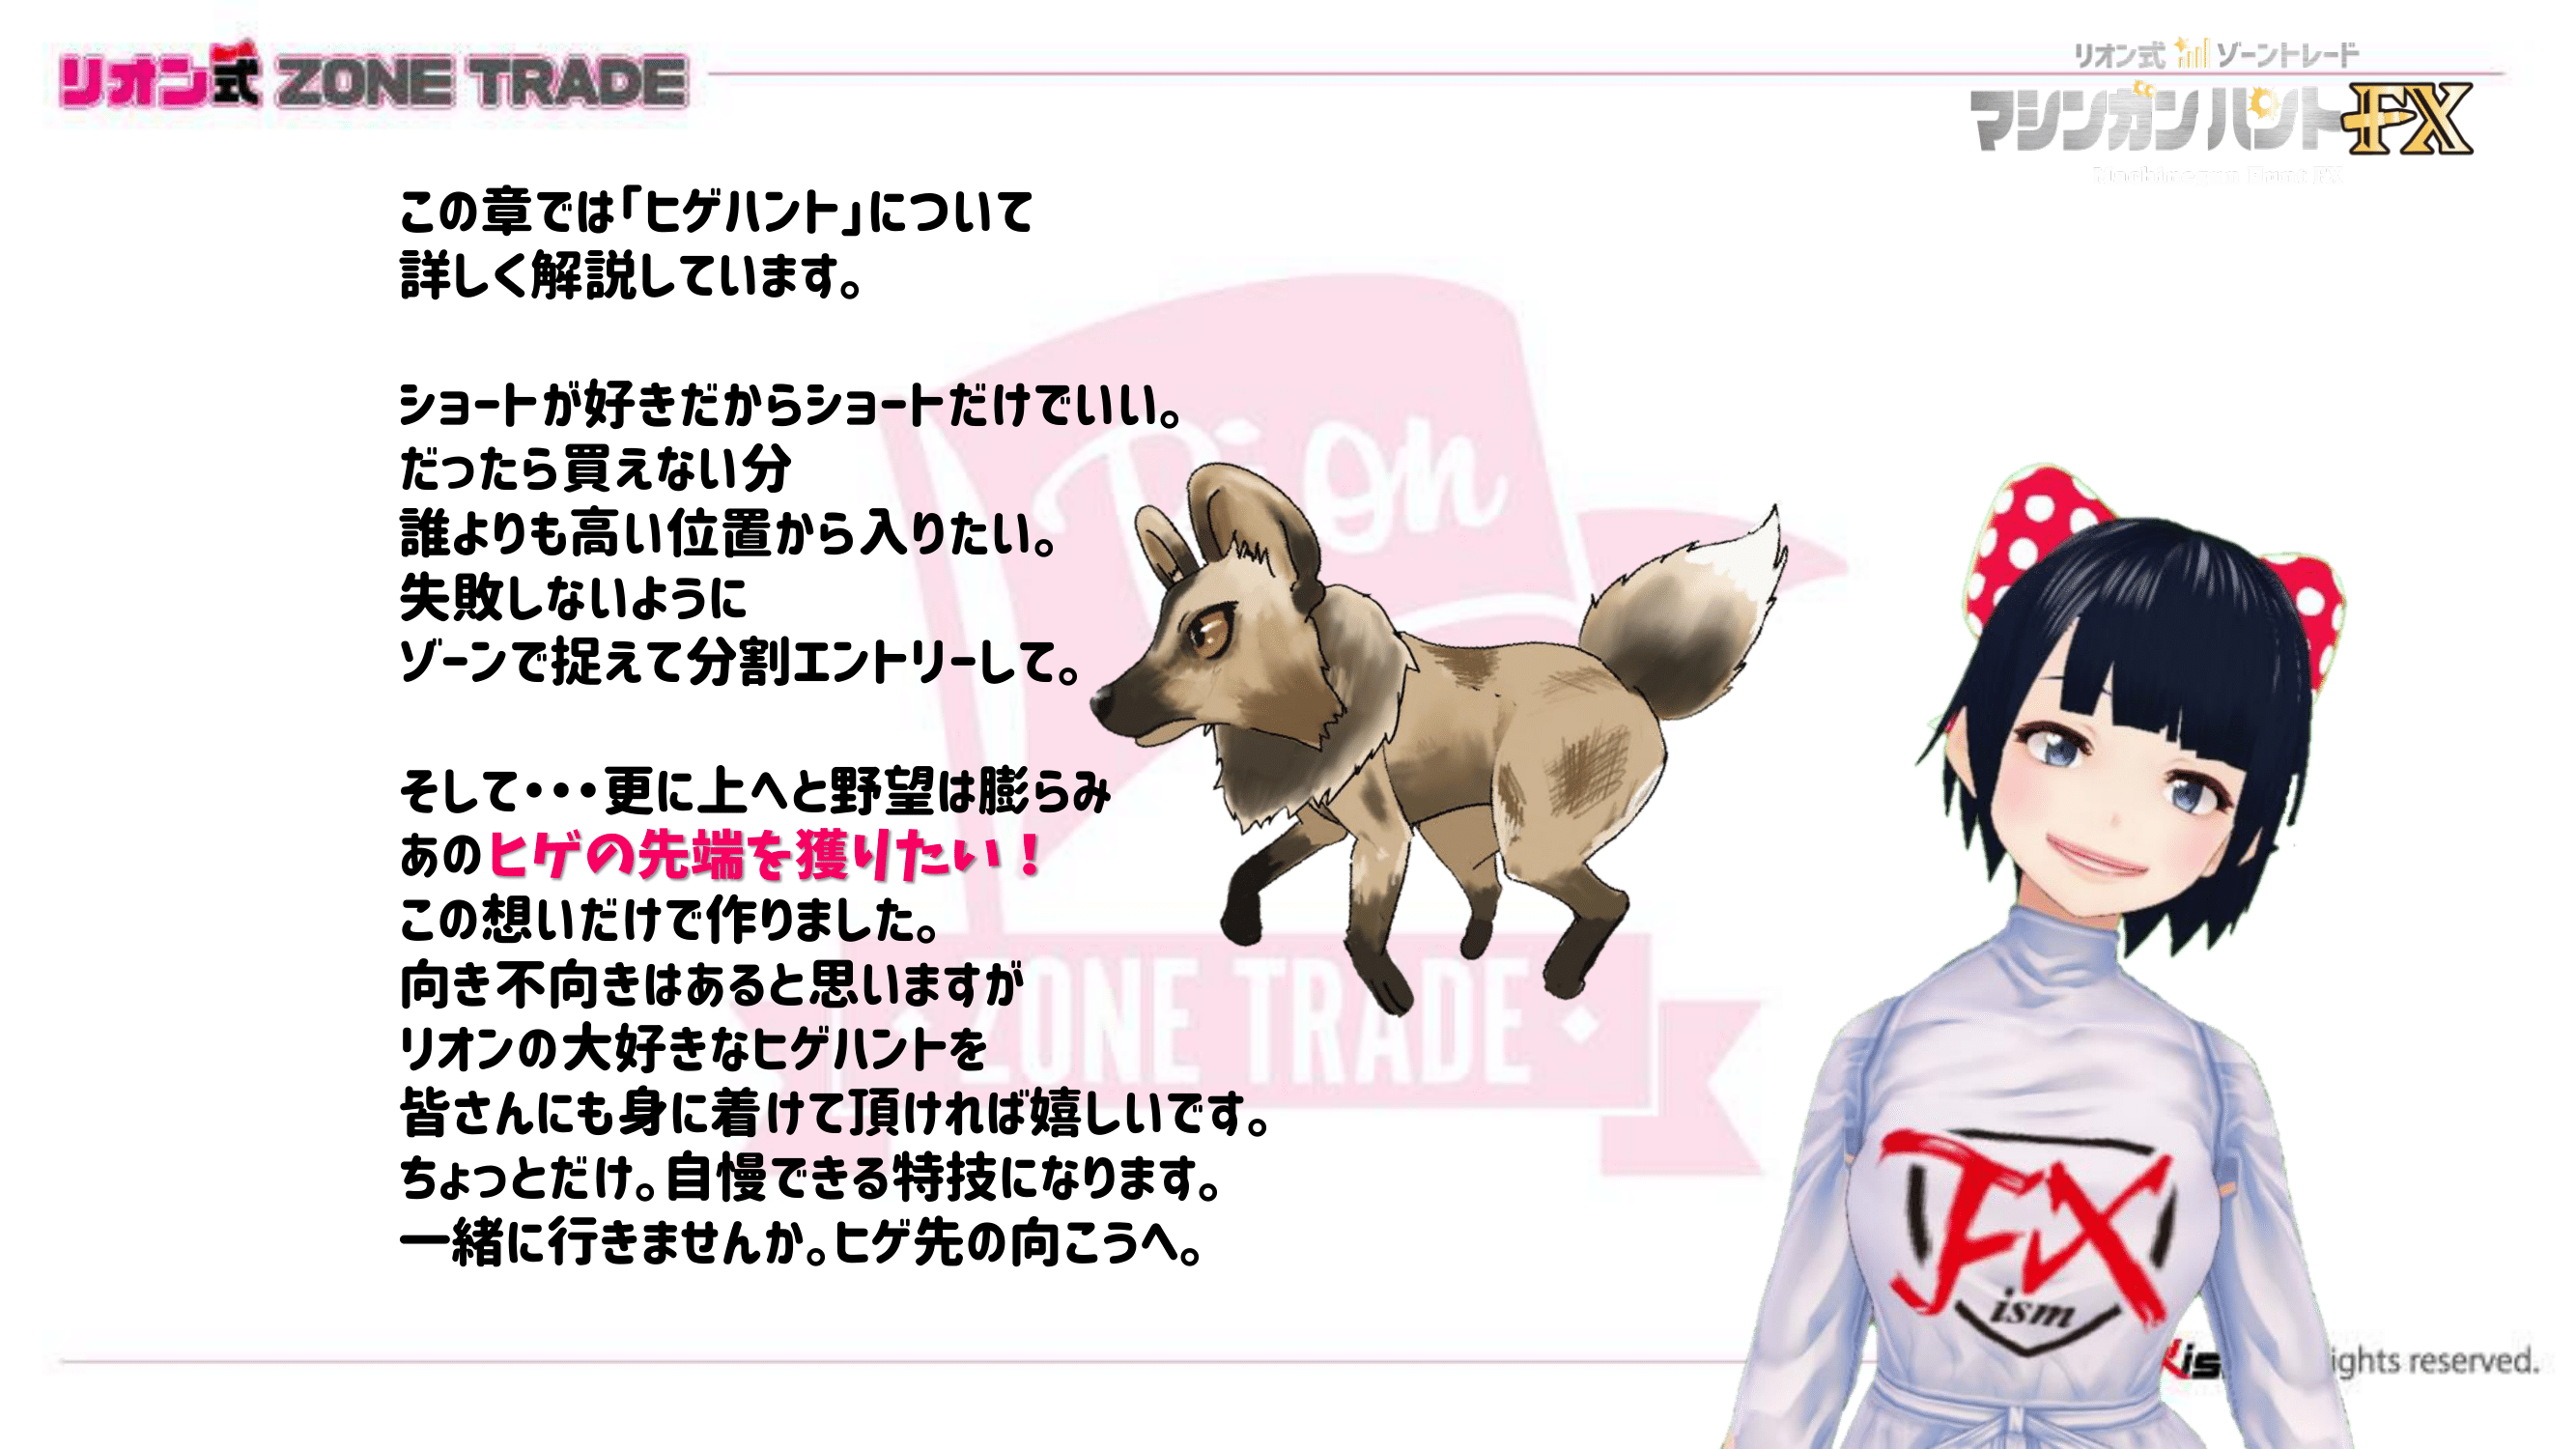 リオン式 ZONE TRADE
リオン式 ゾーントレード
マシンガンハントFX
Machinegun Hunt FX
この章では「ヒゲハント」について
詳しく解説しています。
ショートが好きだからショートだけでいい。
だったら買えない分
誰よりも高い位置から入りたい。
失敗しないように
ゾーンで捉えて分割エントリーして。
そして・・・更に上へと野望は膨らみ
あのヒゲの先端を獲りたい！
この想いだけで作りました。
向き不向きはあると思いますが
リオンの大好きなヒゲハントを
皆さんにも身に着けて頂ければ嬉しいです。
ちょっとだけ。自慢できる特技になります。
一緒に行きませんか。ヒゲ先の向こうへ。
on
ZONE TRADE
FX
ism
ights reserved.